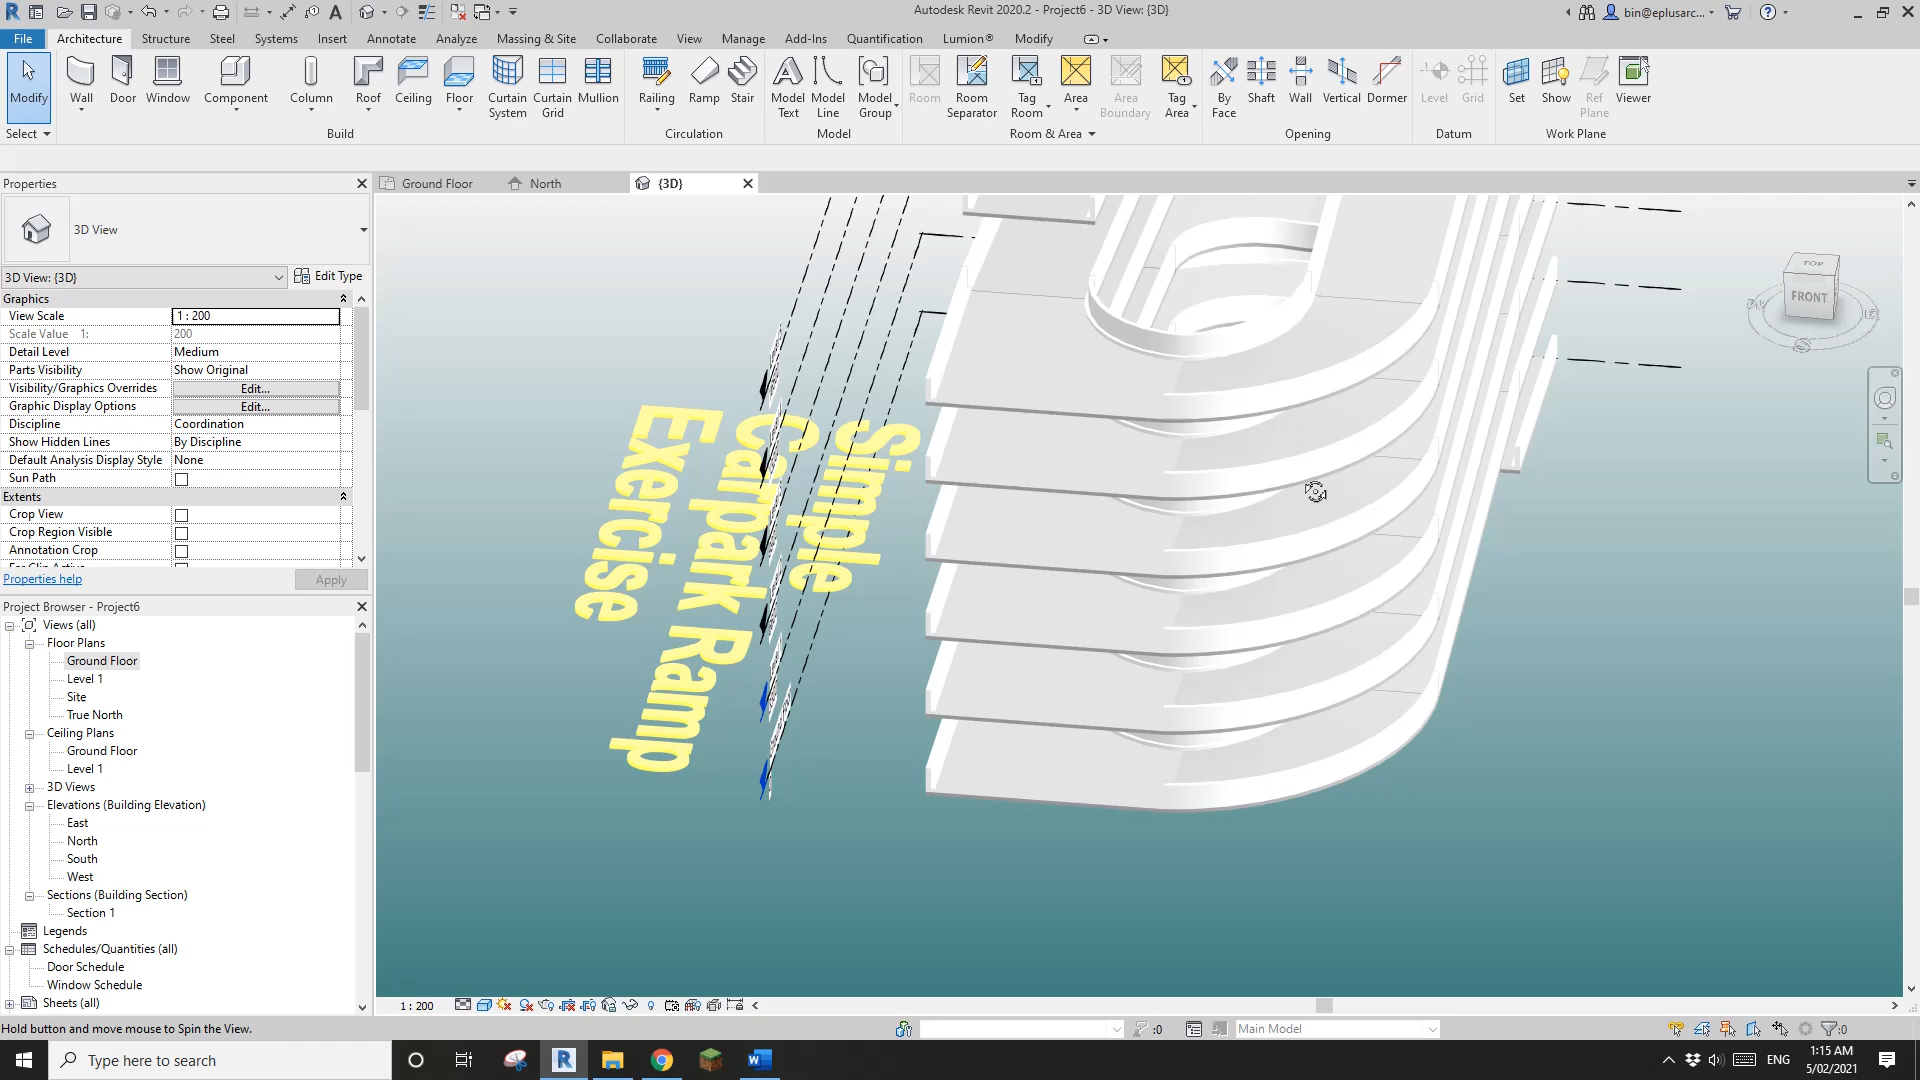 Autodesk Revit 2020.2 - Project6 - 3D View: {3D}
bin@eplusarc...
File Architecture Structure Steel Systems Insert Annotate Analyze Massing & Site Collaborate View Manage Add-Ins Quantification Lumion® Modify
Modify Wall Door Window Component Column Roof Ceiling Floor Curtain System Curtain Grid Mullion Railing Ramp Stair Model Text Model Line Model Group Room Room Separator Tag Room Area Area Boundary Tag Area By Face Shaft Wall Vertical Dormer Level Grid Set Show Ref Plane Viewer
Select Build Circulation Model Room & Area Opening Datum Work Plane
Properties
Ground Floor North {3D}
3D View
3D View: {3D} Edit Type
Graphics
View Scale 1 : 200
Scale Value 1: 200
Detail Level Medium
Parts Visibility Show Original
Visibility/Graphics Overrides Edit...
Graphic Display Options Edit...
Discipline Coordination
Show Hidden Lines By Discipline
Default Analysis Display Style None
Sun Path
Extents
Crop View
Crop Region Visible
Annotation Crop
Properties help Apply
Project Browser - Project6
Views (all)
Floor Plans
Ground Floor
Level 1
Site
True North
Ceiling Plans
Ground Floor
Level 1
3D Views
Elevations (Building Elevation)
East
North
South
West
Sections (Building Section)
Section 1
Legends
Schedules/Quantities (all)
Door Schedule
Window Schedule
Sheets (all)
Simple
Carpark Ramp
Exercise
TOP
FRONT
S
1 : 200
Hold button and move mouse to Spin the View.
:0
Main Model
:0
Type here to search
ENG
1:15 AM
5/02/2021